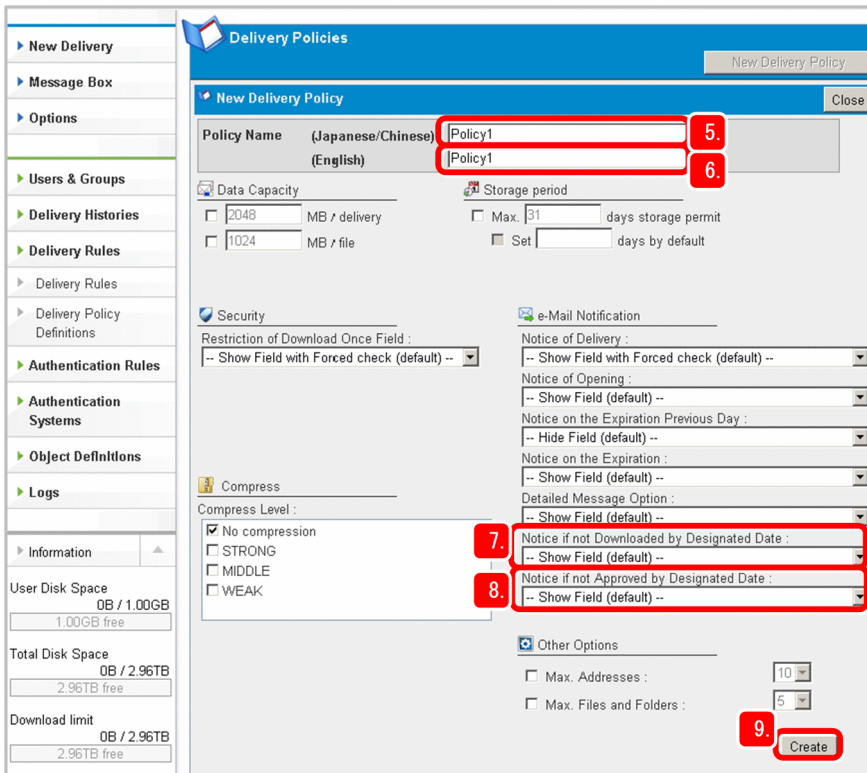 New Delivery
Message Box
Options
Users & Groups
Delivery Histories
Delivery Rules
Delivery Rules
Delivery Policy
Definitions
Authentication Rules
Authentication
Systems
Object Definitions
Logs
Information
User Disk Space
0B / 1.00GB
1.00GB free
Total Disk Space
0B / 2.96TB
2.96TB free
Download limit
0B / 2.96TB
2.96TB free
Delivery Policies
New Delivery Policy
New Delivery Policy
Close
Policy Name (Japanese/Chinese) Policy1 5.
(English) Policy1 6.
Data Capacity
2048 MB / delivery
1024 MB / file
Storage period
Max. 31 days storage permit
Set days by default
Security
Restriction of Download Once Field :
-- Show Field with Forced check (default) --
Compress
Compress Level :
No compression
STRONG
MIDDLE
WEAK
e-Mail Notification
Notice of Delivery :
-- Show Field with Forced check (default) --
Notice of Opening :
-- Show Field (default) --
Notice on the Expiration Previous Day :
-- Hide Field (default) --
Notice on the Expiration :
-- Show Field (default) --
Detailed Message Option :
-- Show Field (default) --
7. Notice if not Downloaded by Designated Date :
-- Show Field (default) --
8. Notice if not Approved by Designated Date :
-- Show Field (default) --
Other Options
Max. Addresses : 10
Max. Files and Folders : 5
9.
Create